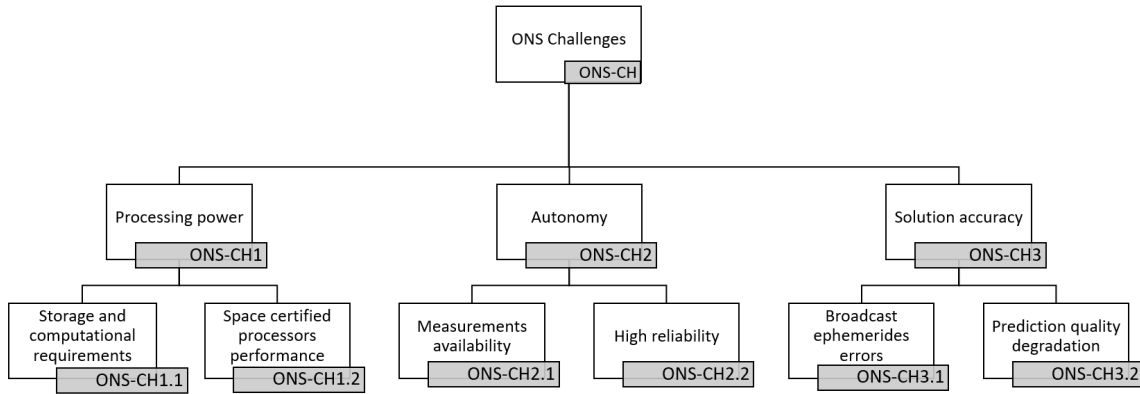 ONS Challenges
ONS-CH
Processing power
ONS-CH1
Autonomy
ONS-CH2
Solution accuracy
ONS-CH3
Storage and
computational
requirements
ONS-CH1.1
Space certified
processors
performance
ONS-CH1.2
Measurements
availability
ONS-CH2.1
High reliability
ONS-CH2.2
Broadcast
ephemerides
errors
ONS-CH3.1
Prediction quality
degradation
ONS-CH3.2